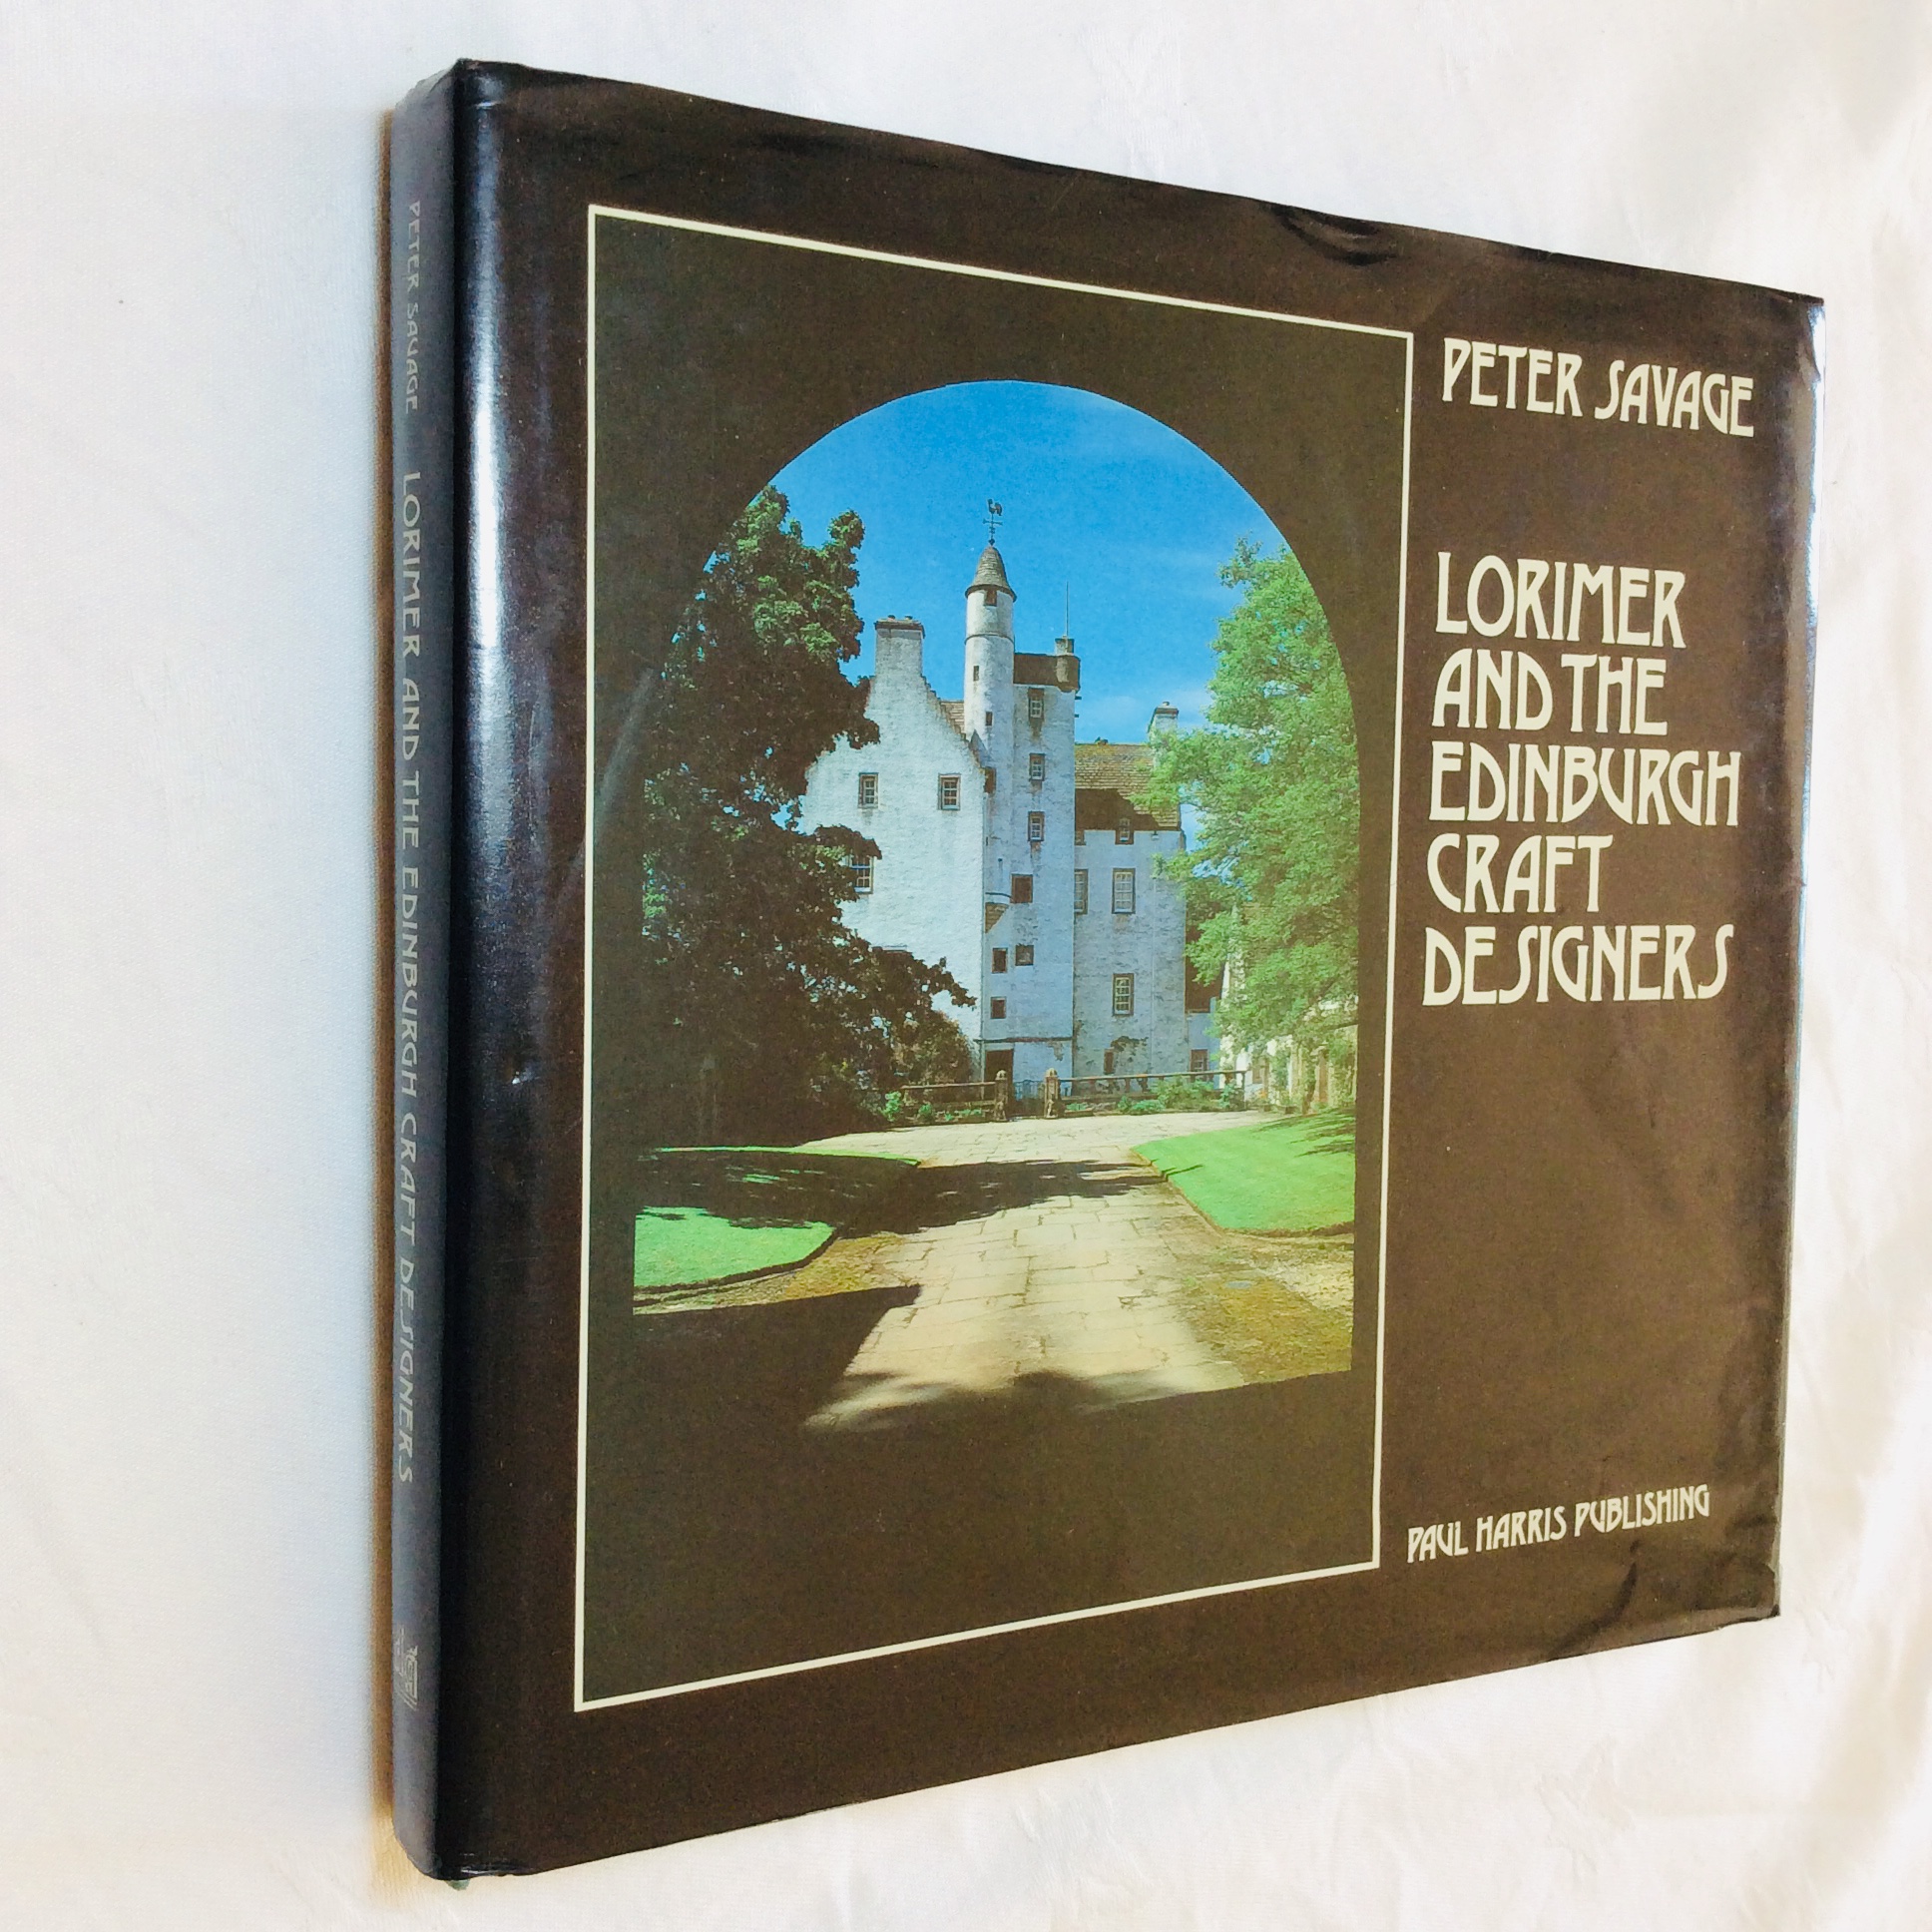 PETER SAVAGE LORIMER AND THE EDINBURGH CRAFT DESIGNERS
PETER SAVAGE
LORIMER
AND THE
EDINBURGH
CRAFT
DESIGNERS
PAUL HARRIS PUBLISHING